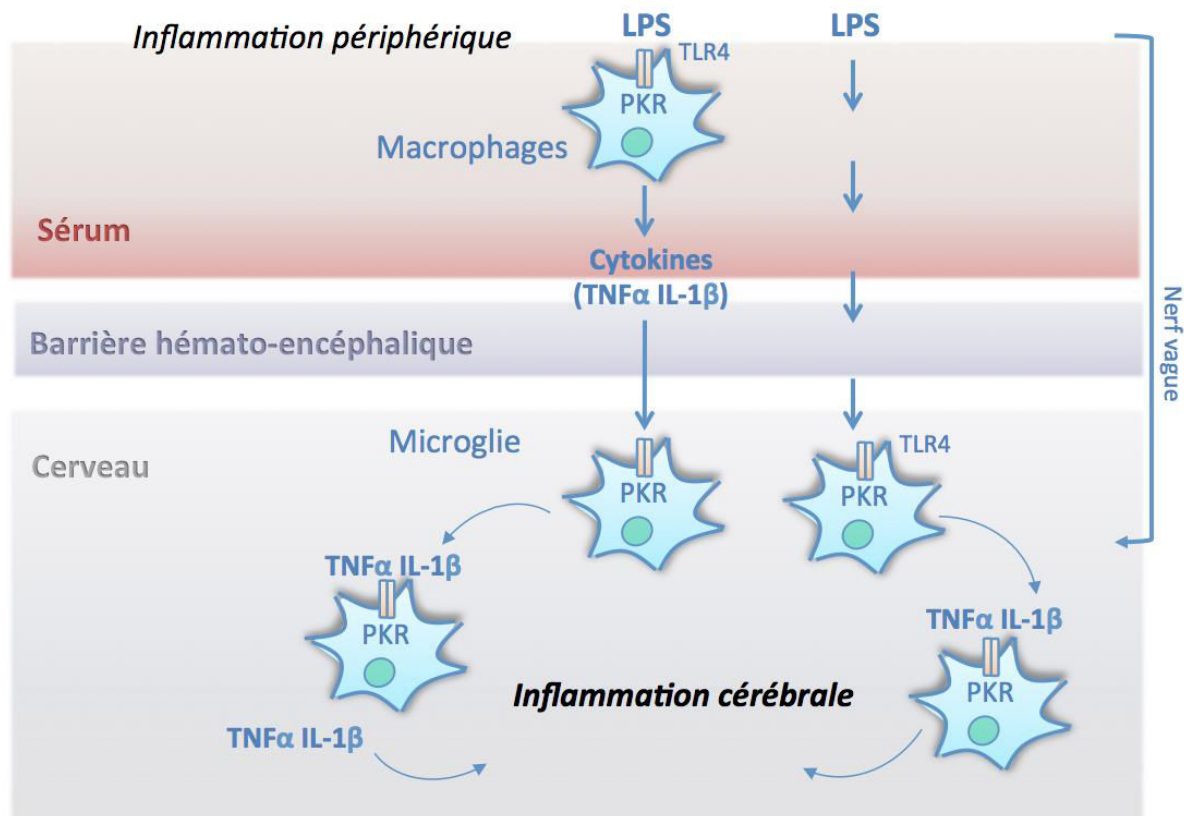 Inflammation périphérique
LPS
LPS
TLR4
PKR
Macrophages
Sérum
Cytokines
(TNFα IL-1β)
Barrière hémato-encéphalique
Nerf vague
Cerveau
Microglie
PKR
TLR4
PKR
TNFα IL-1β
PKR
TNFα IL-1β
PKR
Inflammation cérébrale
TNFα IL-1β